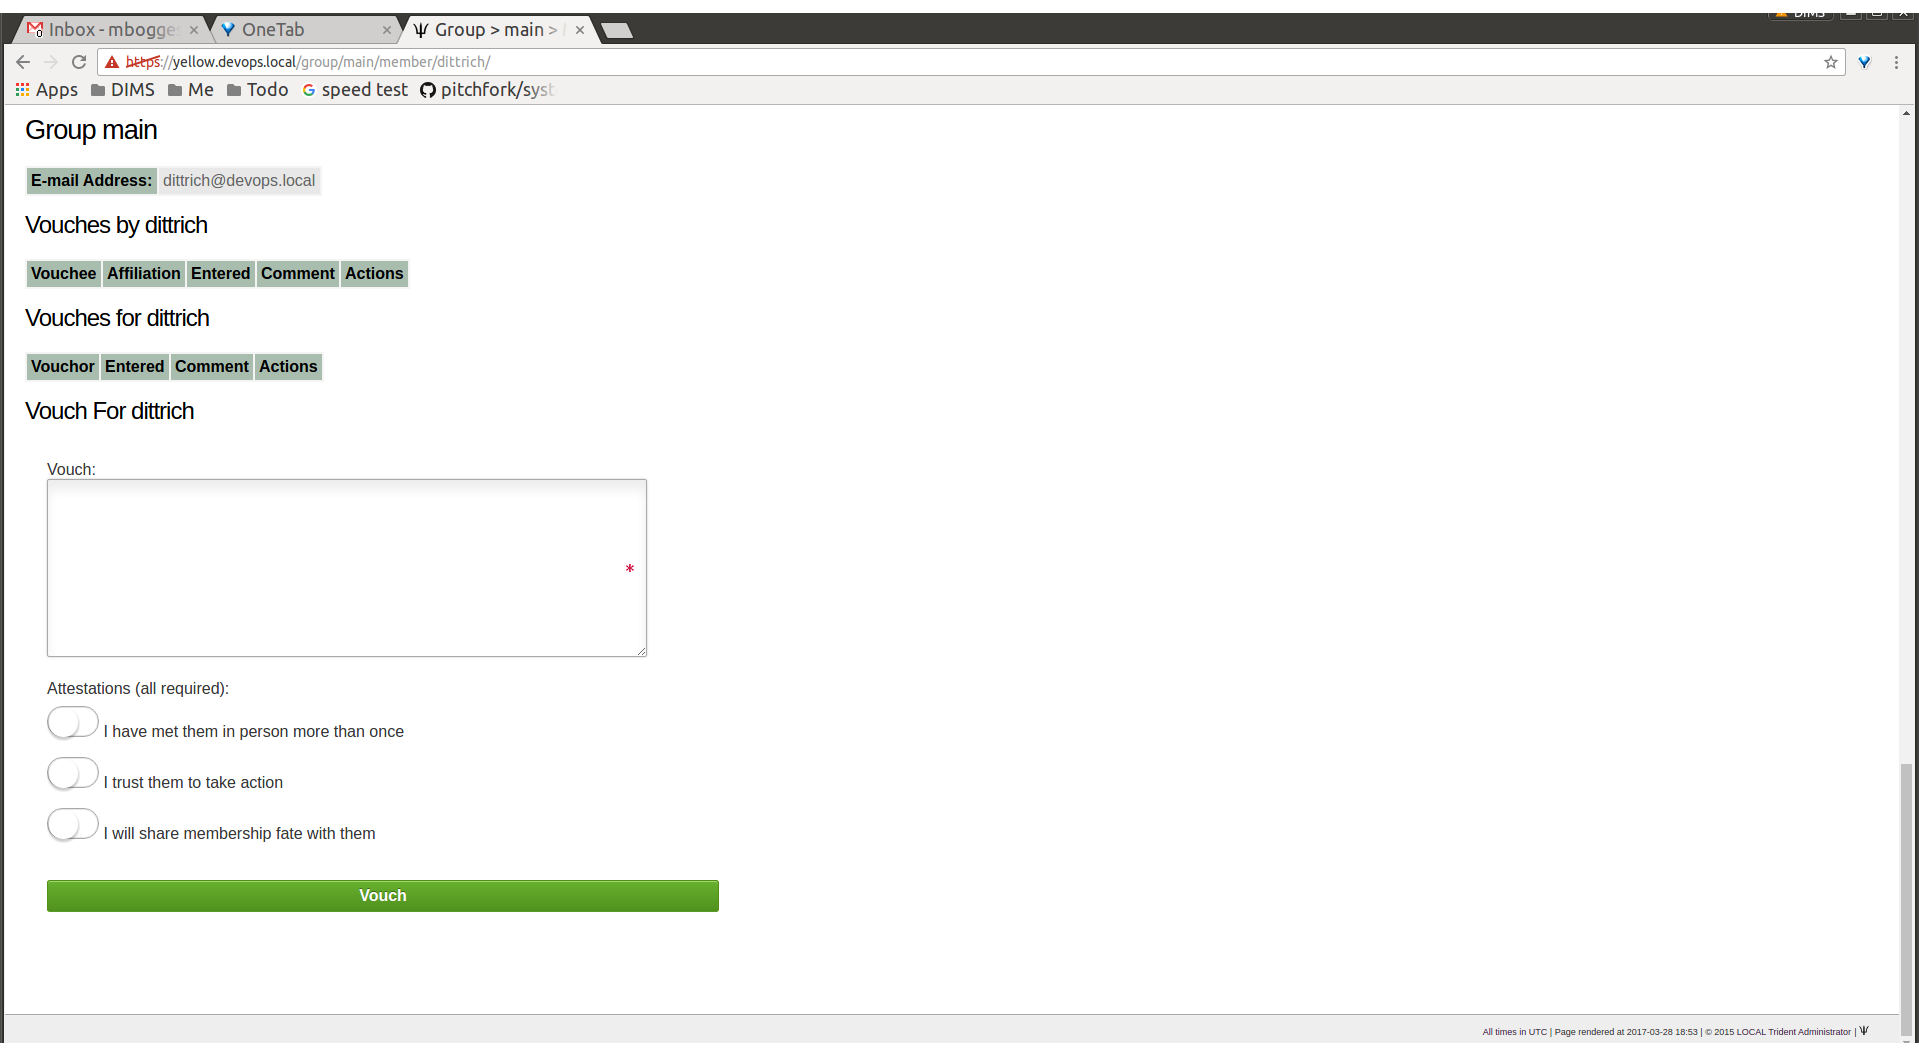 DIMS
Inbox - mbogges
OneTab
Group > main >
https://yellow.devops.local/group/main/member/dittrich/
Apps DIMS Me Todo speed test pitchfork/syst
Group main
E-mail Address: dittrich@devops.local
Vouches by dittrich
Vouchee Affiliation Entered Comment Actions
Vouches for dittrich
Vouchor Entered Comment Actions
Vouch For dittrich
Vouch:
*
Attestations (all required):
I have met them in person more than once
I trust them to take action
I will share membership fate with them
Vouch
All times in UTC | Page rendered at 2017-03-28 18:53 | © 2015 LOCAL Trident Administrator |